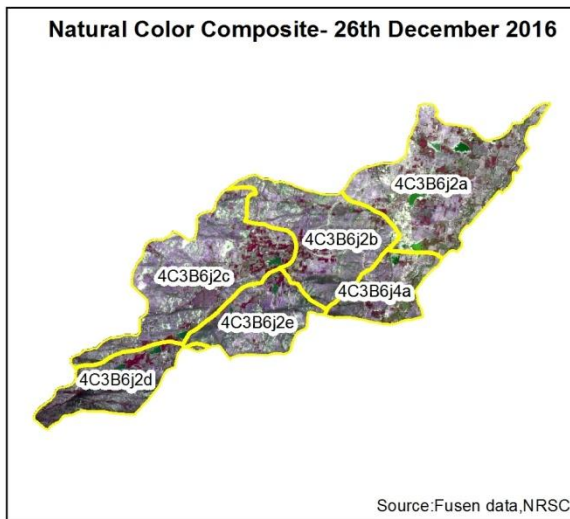 Natural Color Composite- 26th December 2016
4C3B6j2a
4C3B6j2b
4C3B6j2c
4C3B6j4a
4C3B6j2e
4C3B6j2d
Source:Fusen data,NRSC